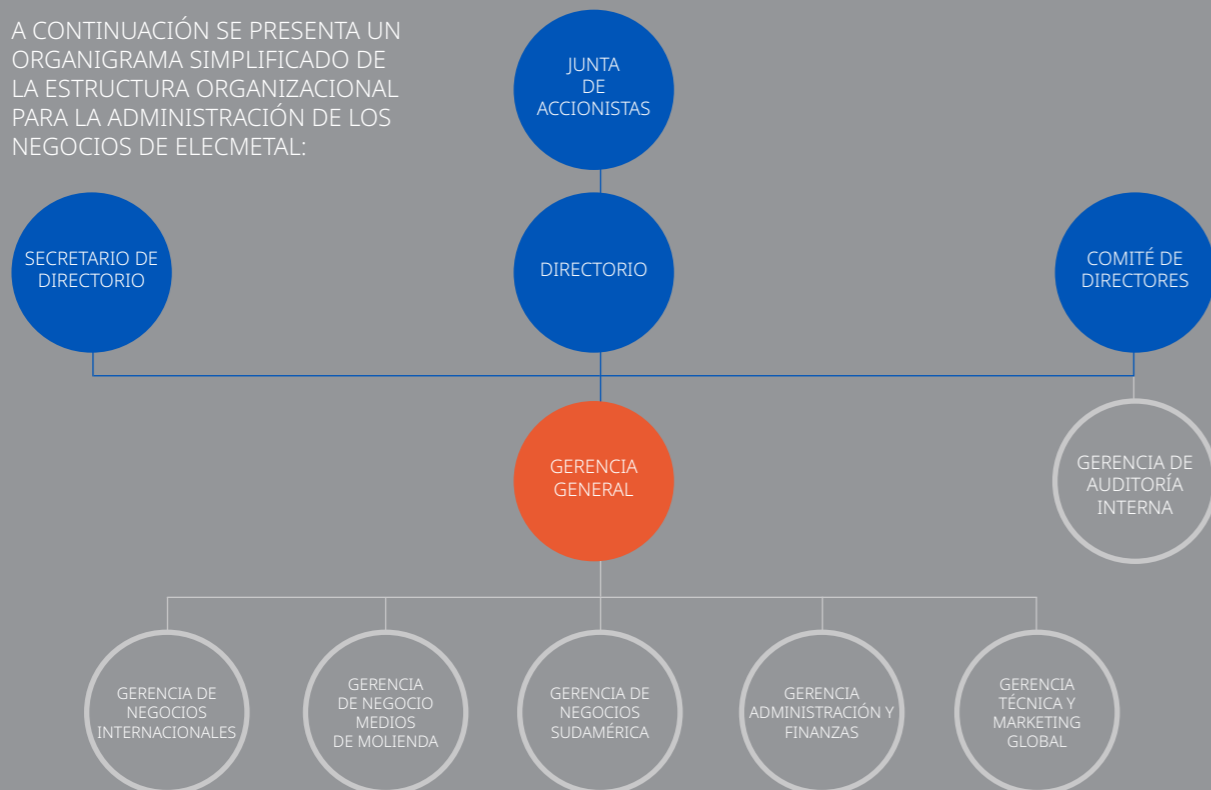 A CONTINUACIÓN SE PRESENTA UN
ORGANIGRAMA SIMPLIFICADO DE
LA ESTRUCTURA ORGANIZACIONAL
PARA LA ADMINISTRACIÓN DE LOS
NEGOCIOS DE ELECMETAL:
JUNTA
DE
ACCIONISTAS
SECRETARIO DE
DIRECTORIO
DIRECTORIO
COMITÉ DE
DIRECTORES
GERENCIA
GENERAL
GERENCIA DE
AUDITORÍA
INTERNA
GERENCIA DE
NEGOCIOS
INTERNACIONALES
GERENCIA
DE NEGOCIO
MEDIOS
DE MOLIENDA
GERENCIA DE
NEGOCIOS
SUDAMÉRICA
GERENCIA
ADMINISTRACIÓN Y
FINANZAS
GERENCIA
TÉCNICA Y
MARKETING
GLOBAL